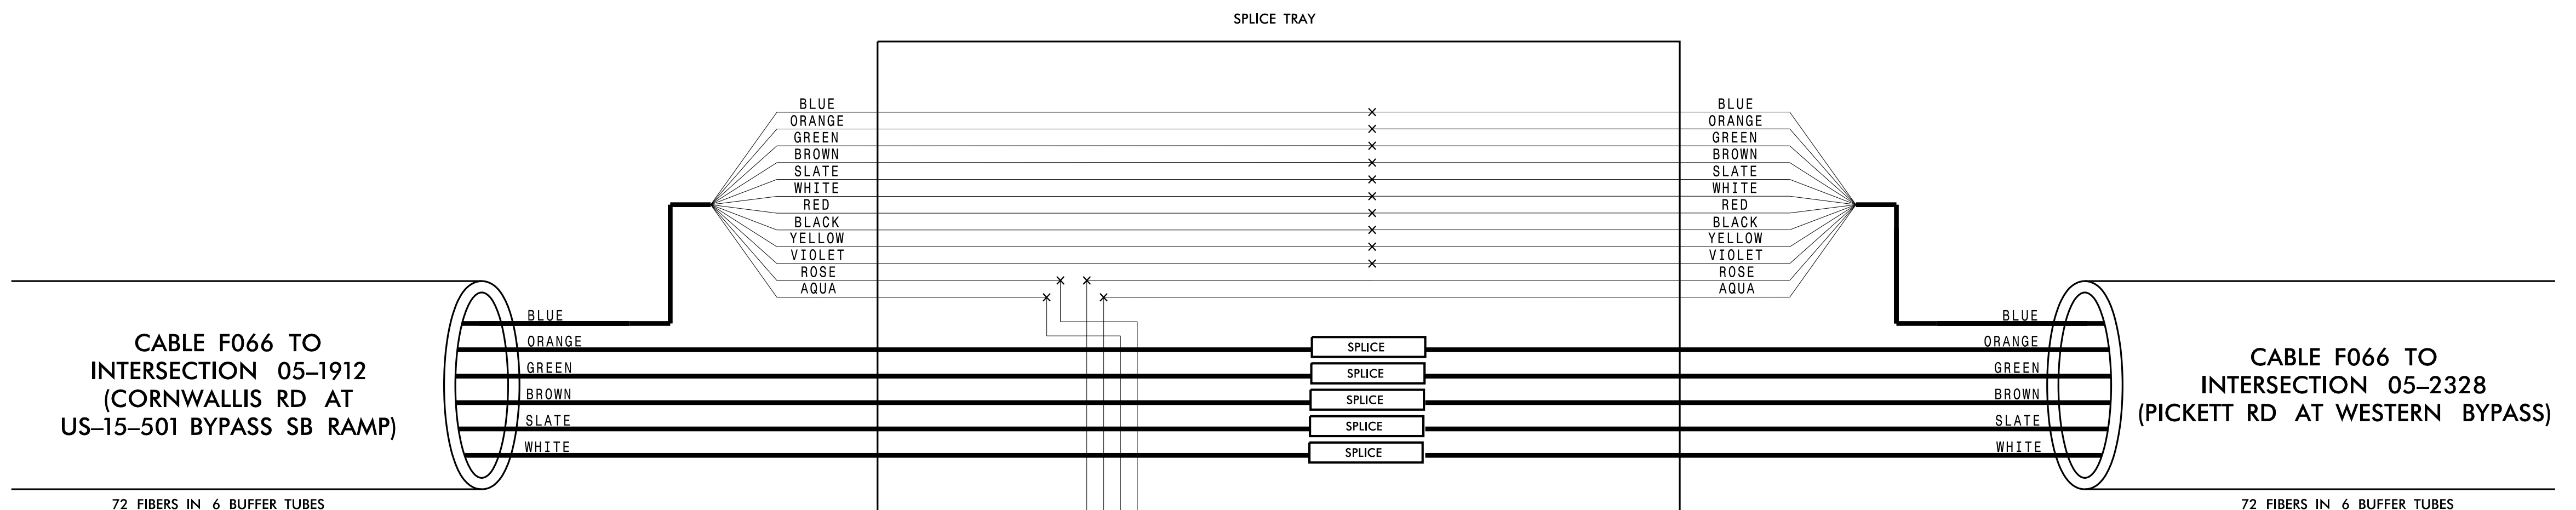 SPLICE TRAY
BLUE
ORANGE
GREEN
BROWN
SLATE
WHITE
RED
BLACK
YELLOW
VIOLET
ROSE
AQUA
BLUE
ORANGE
GREEN
BROWN
SLATE
WHITE
RED
BLACK
YELLOW
VIOLET
ROSE
AQUA
CABLE F066 TO
INTERSECTION 05–1912
(CORNWALLIS RD AT
US–15–501 BYPASS SB RAMP)
72 FIBERS IN 6 BUFFER TUBES
BLUE
ORANGE
GREEN
BROWN
SLATE
WHITE
SPLICE
SPLICE
SPLICE
SPLICE
SPLICE
BLUE
ORANGE
GREEN
BROWN
SLATE
WHITE
CABLE F066 TO
INTERSECTION 05–2328
(PICKETT RD AT WESTERN BYPASS)
72 FIBERS IN 6 BUFFER TUBES